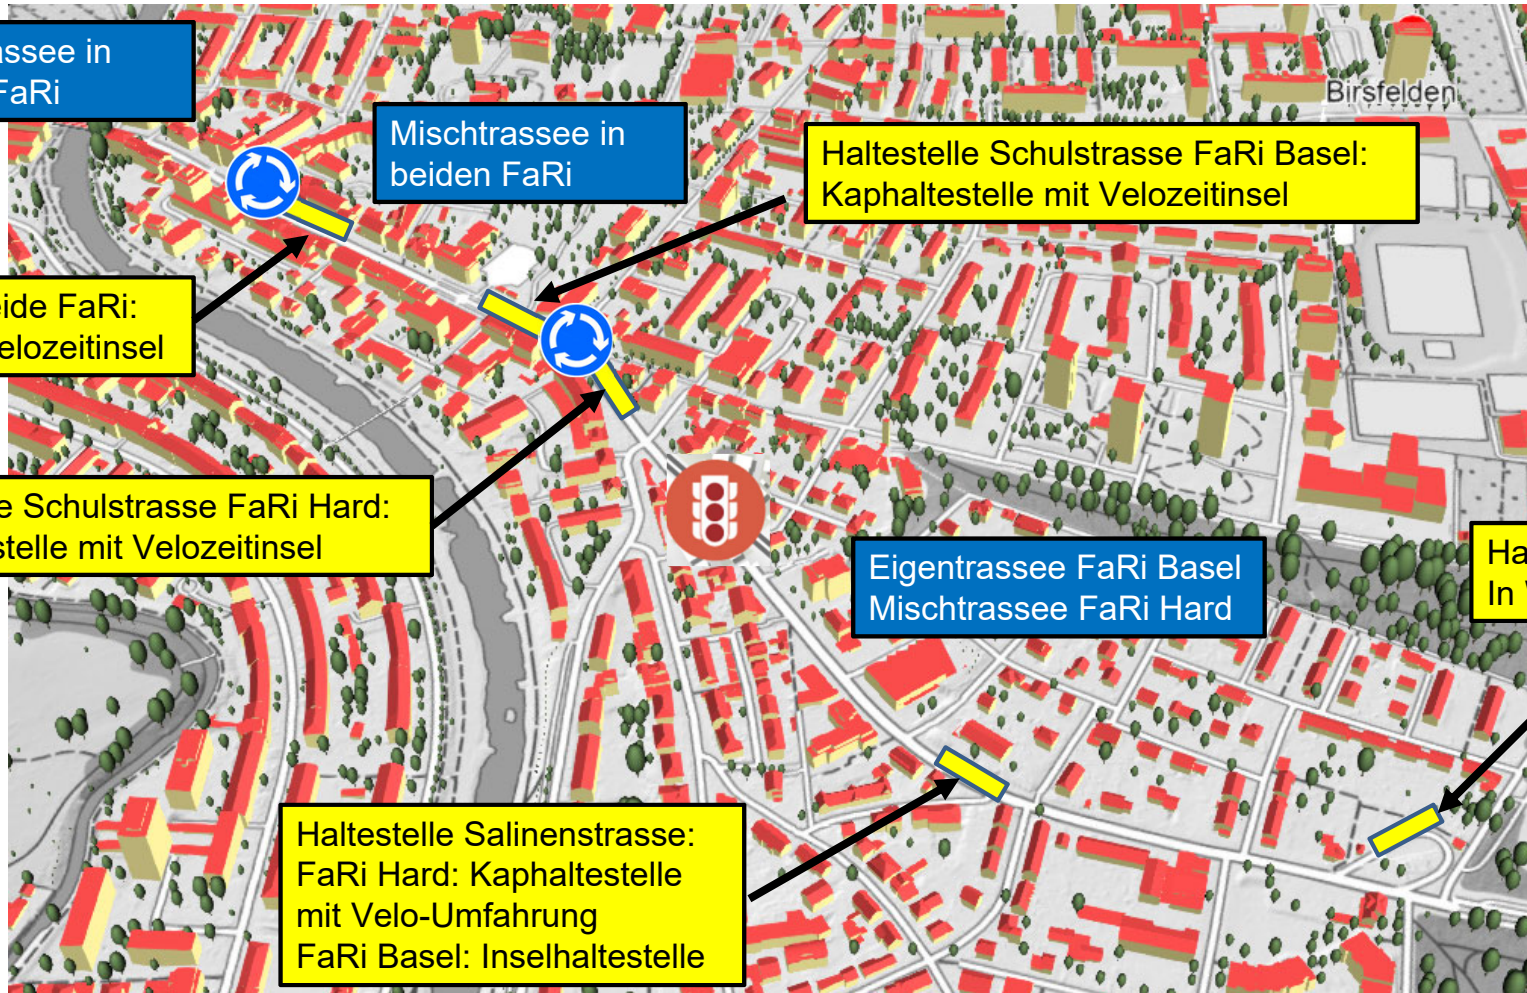 assee in
FaRi
Mischtrassee in
beiden FaRi
Haltestelle Schulstrasse FaRi Basel:
Kaphaltestelle mit Velozeitinsel
Birsfelden
eide FaRi:
elozeitinsel
e Schulstrasse FaRi Hard:
stelle mit Velozeitinsel
Eigentrassee FaRi Basel
Mischtrassee FaRi Hard
Ha
In
Haltestelle Salinenstrasse:
FaRi Hard: Kaphaltestelle
mit Velo-Umfahrung
FaRi Basel: Inselhaltestelle